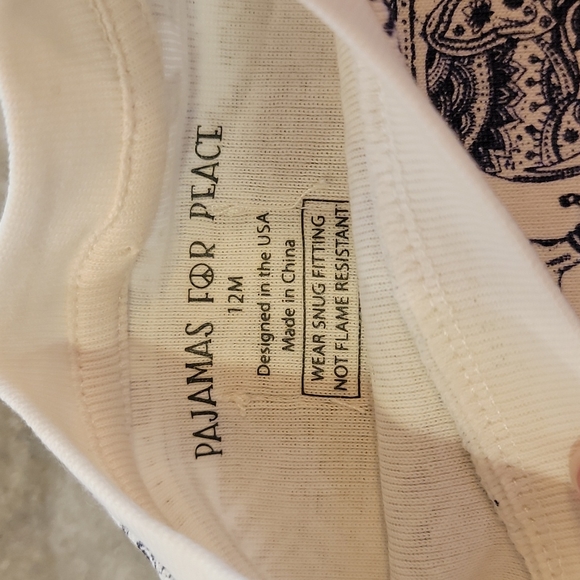 PAJAMAS FOR PEACE
12M
Designed in the USA
Made in China
WEAR SNUG FITTING
NOT FLAME RESISTANT